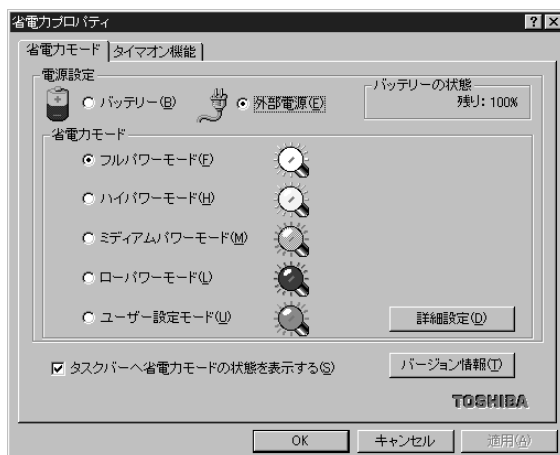 省電力プロパティ
省電力モード タイマオン機能
電源設定
バッテリー(B)
外部電源(E)
バッテリーの状態
残り: 100%
省電力モード
フルパワーモード(F)
ハイパワーモード(H)
ミディアムパワーモード(M)
ローパワーモード(L)
ユーザー設定モード(U)
詳細設定(D)
タスクバーへ省電力モードの状態を表示する(S)
バージョン情報(T)
TOSHIBA
OK キャンセル 適用(A)